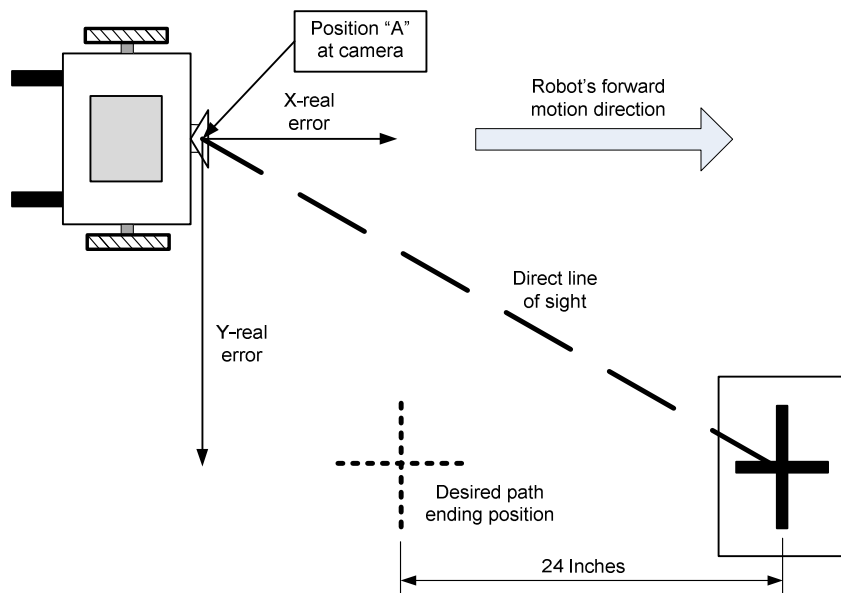 Position “A”
at camera
X-real
error
Robot’s forward
motion direction
Direct line
of sight
Y-real
error
Desired path
ending position
24 Inches